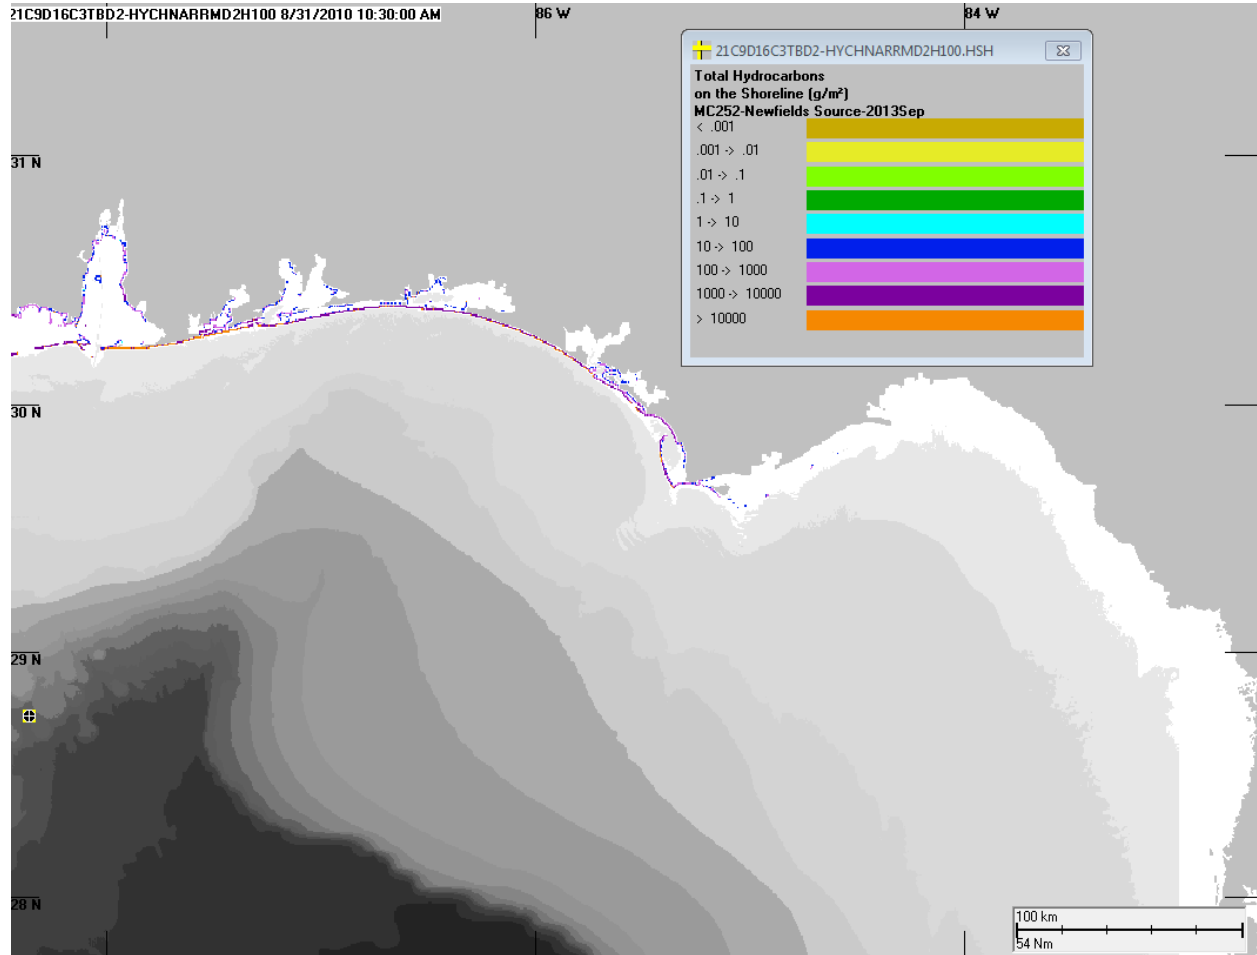 21C9D16C3TBD2-HYCHNARRMD2H100 8/31/2010 10:30:00 AM
86 W
84 W
21C9D16C3TBD2-HYCHNARRMD2H100.HSH
Total Hydrocarbons
on the Shoreline (g/m²)
MC252-Newfields Source-2013Sep
< .001
.001 -> .01
.01 -> .1
.1 -> 1
1 -> 10
10 -> 100
100 -> 1000
1000 -> 10000
> 10000
31 N
30 N
29 N
28 N
100 km
54 Nm